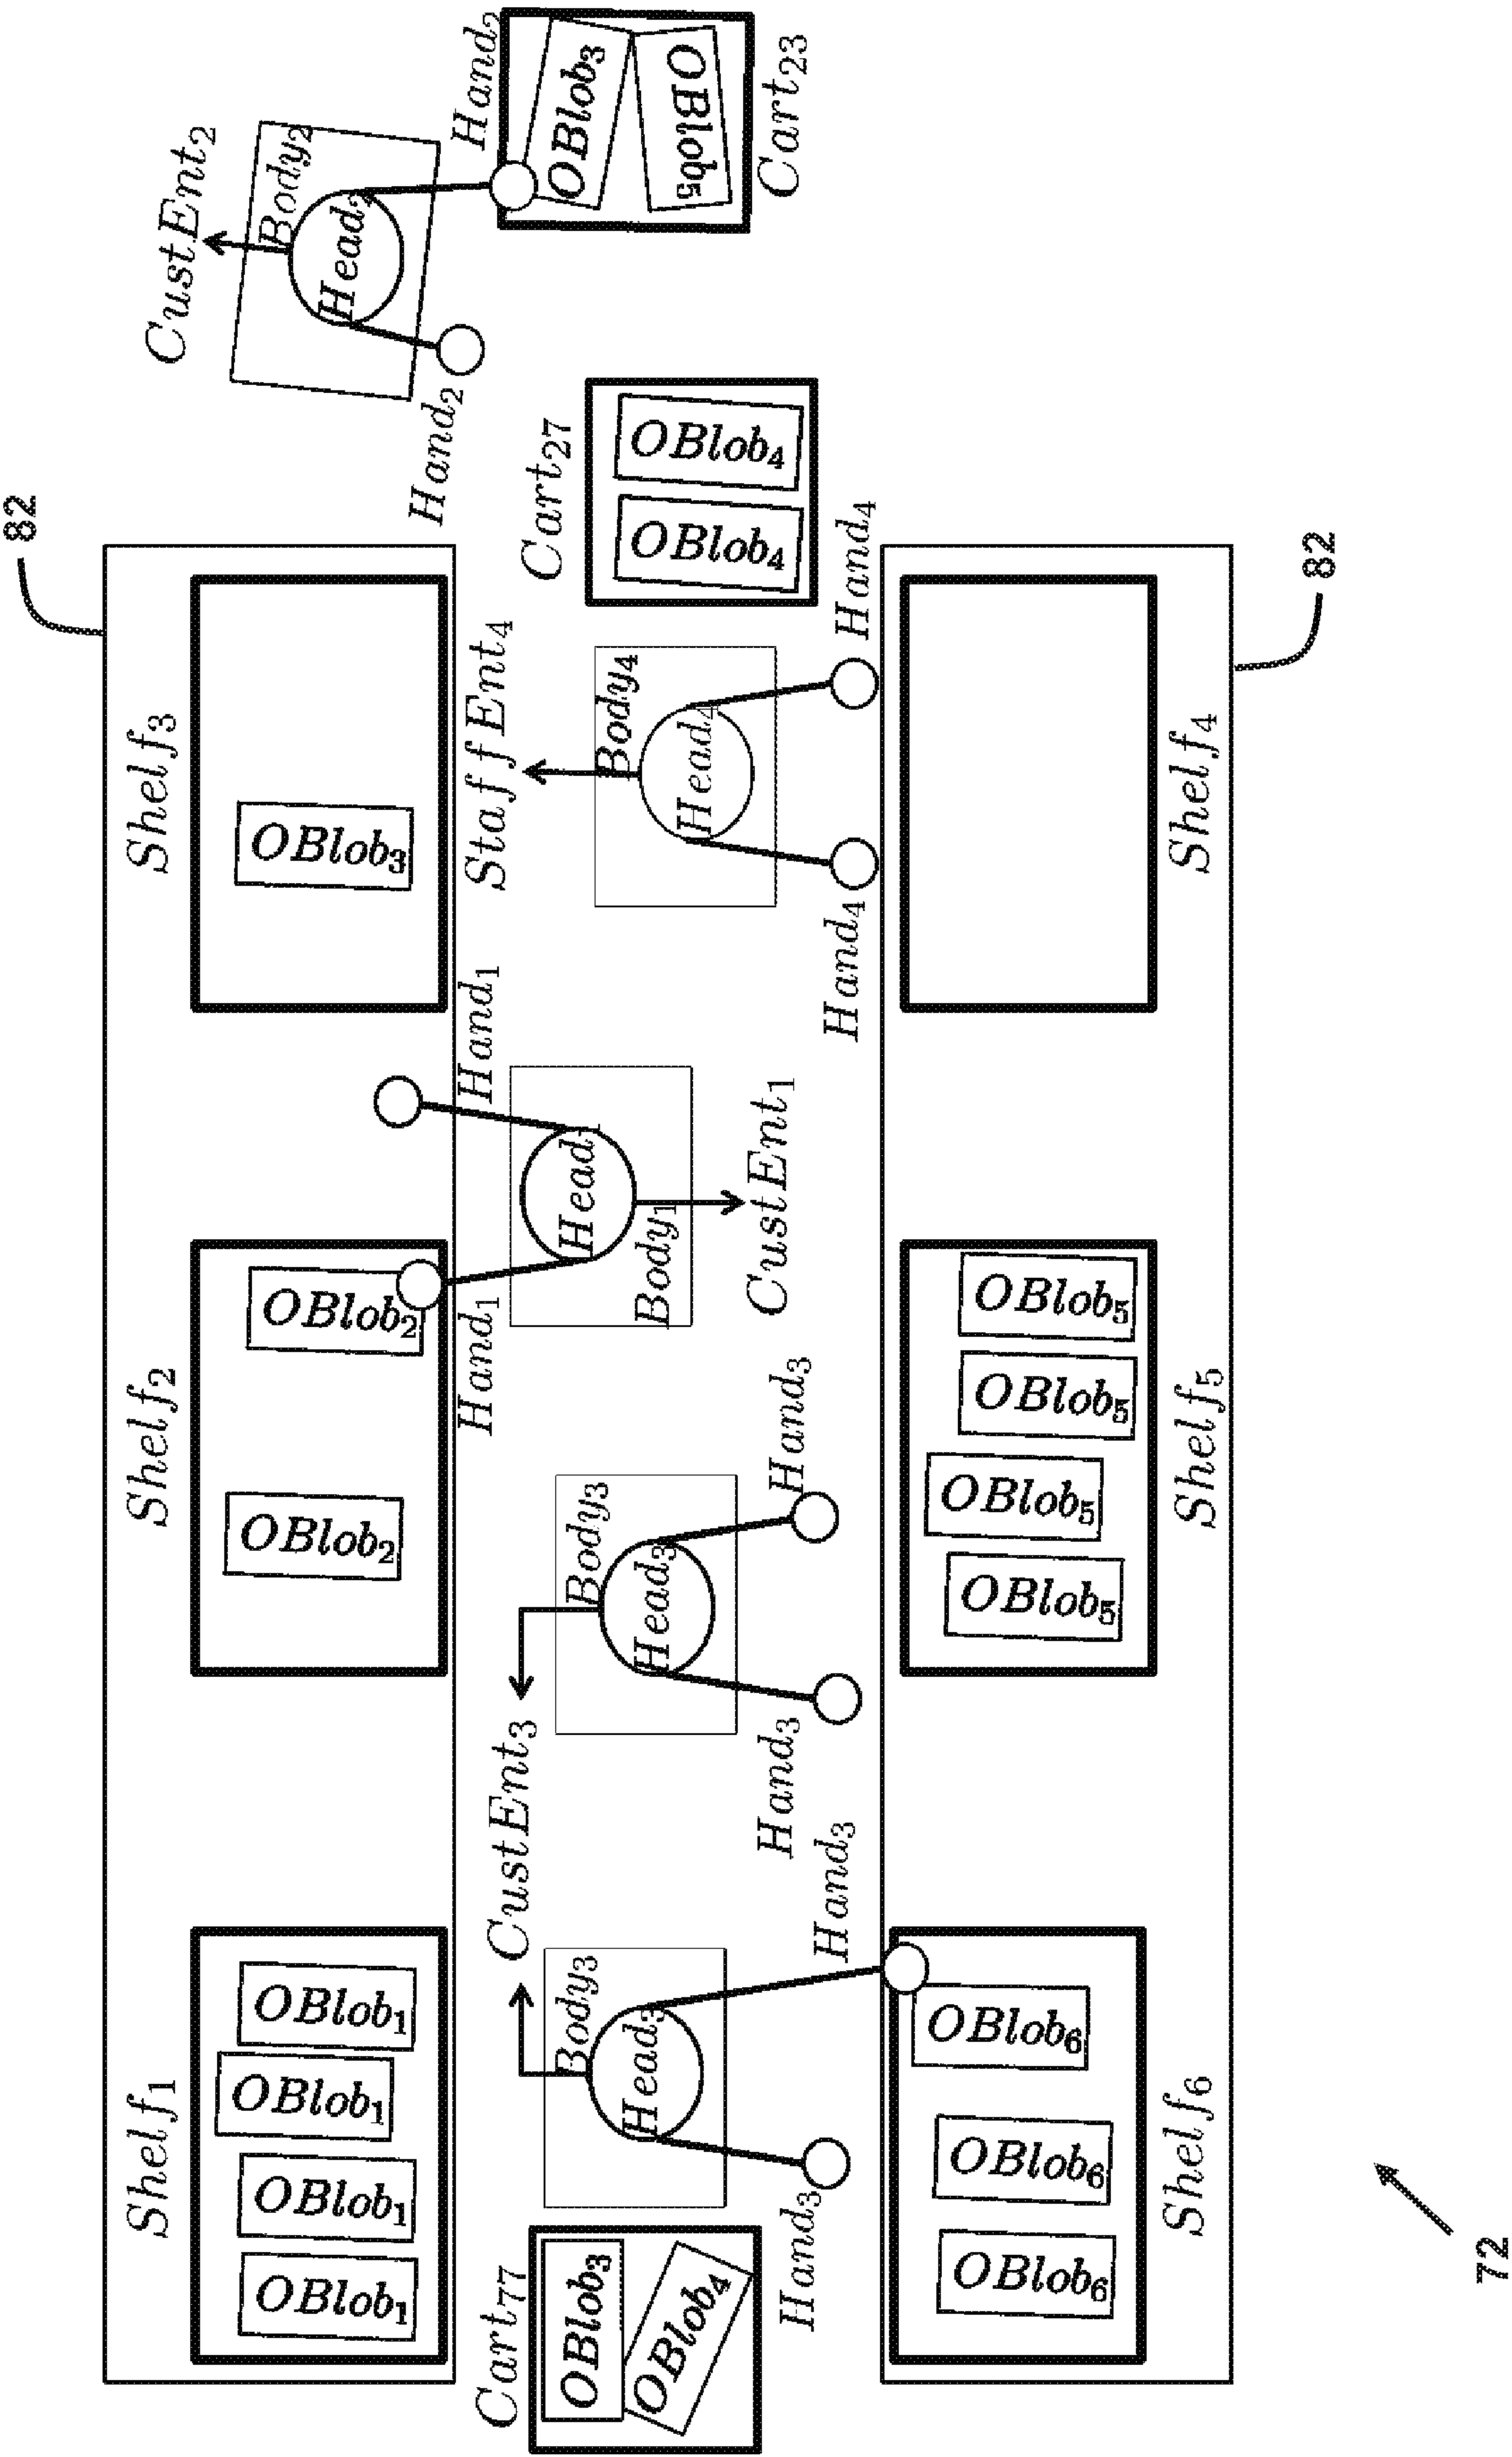 82
Shelf₁
Shelf₂
Shelf₃
OBlob₁
OBlob₁
OBlob₁
OBlob₁
OBlob₂
OBlob₂
OBlob₃
CustEnt₂
Body₂
Head₂
Hand₂
Hand₂
OBlob₃
OBlob₅
Cart₂₃
Cart₇₇
OBlob₃
OBlob₄
CustEnt₃
Body₃
Head₃
Hand₃
Hand₃
Body₃
Head₃
Hand₃
Hand₃
Hand₁
Hand₁
Head₁
Body₁
CustEnt₁
StaffEnt₄
Body₄
Head₄
Hand₄
Hand₄
Cart₂₇
OBlob₄
OBlob₄
OBlob₆
OBlob₆
OBlob₆
OBlob₅
OBlob₅
OBlob₅
OBlob₅
Shelf₆
Shelf₅
Shelf₄
82
72